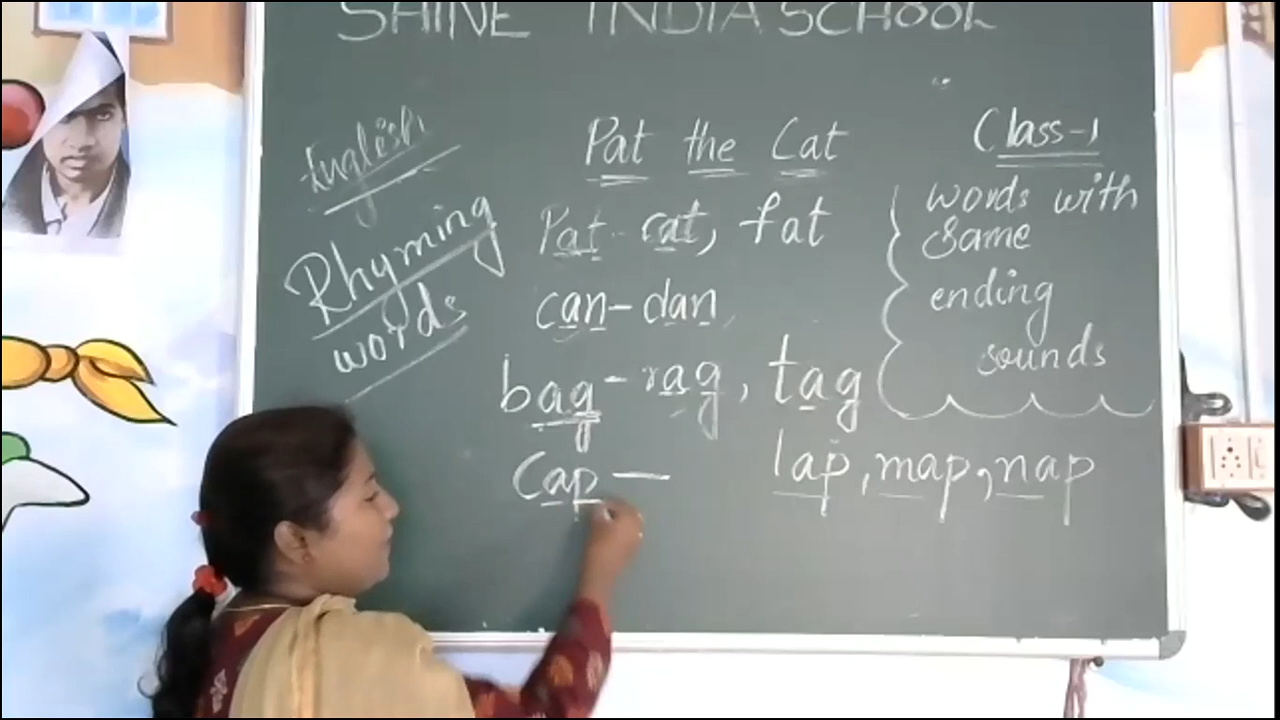 SHINE INDIA SCHOOL
English
Rhyming
words
Pat the Cat
Pat - cat, fat
can - dan,
bag - rag, tag
Cap — lap, map, nap
Class-1
words with
same
ending
sounds